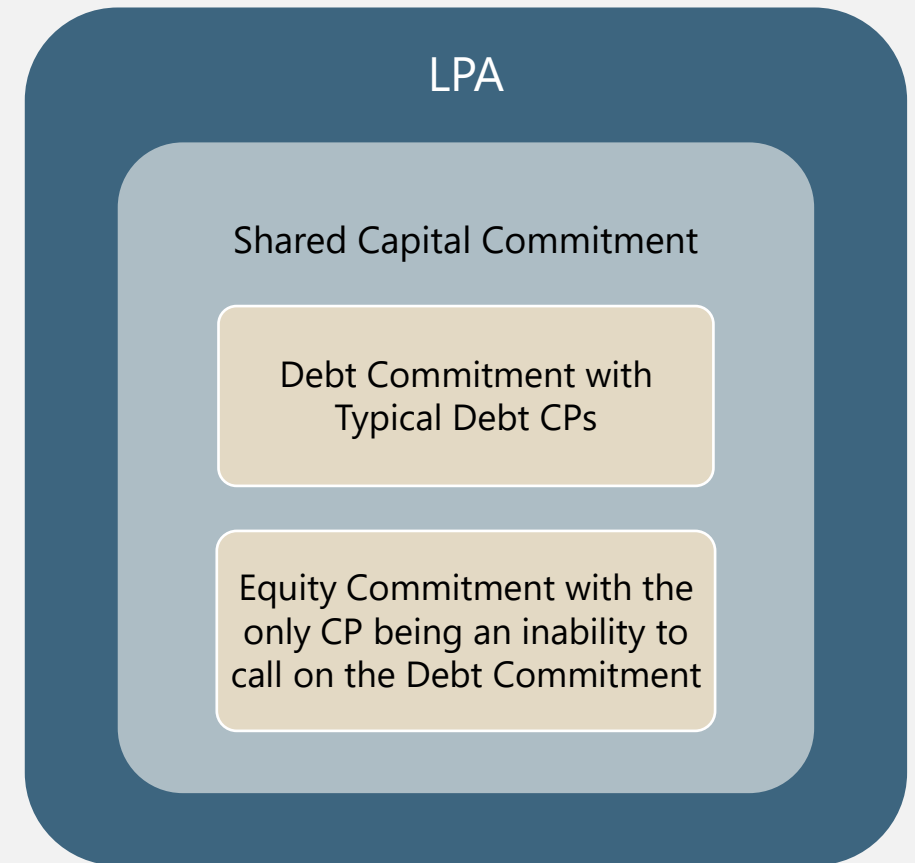 LPA
Shared Capital Commitment
Debt Commitment with
Typical Debt CPs
Equity Commitment with the
only CP being an inability to
call on the Debt Commitment